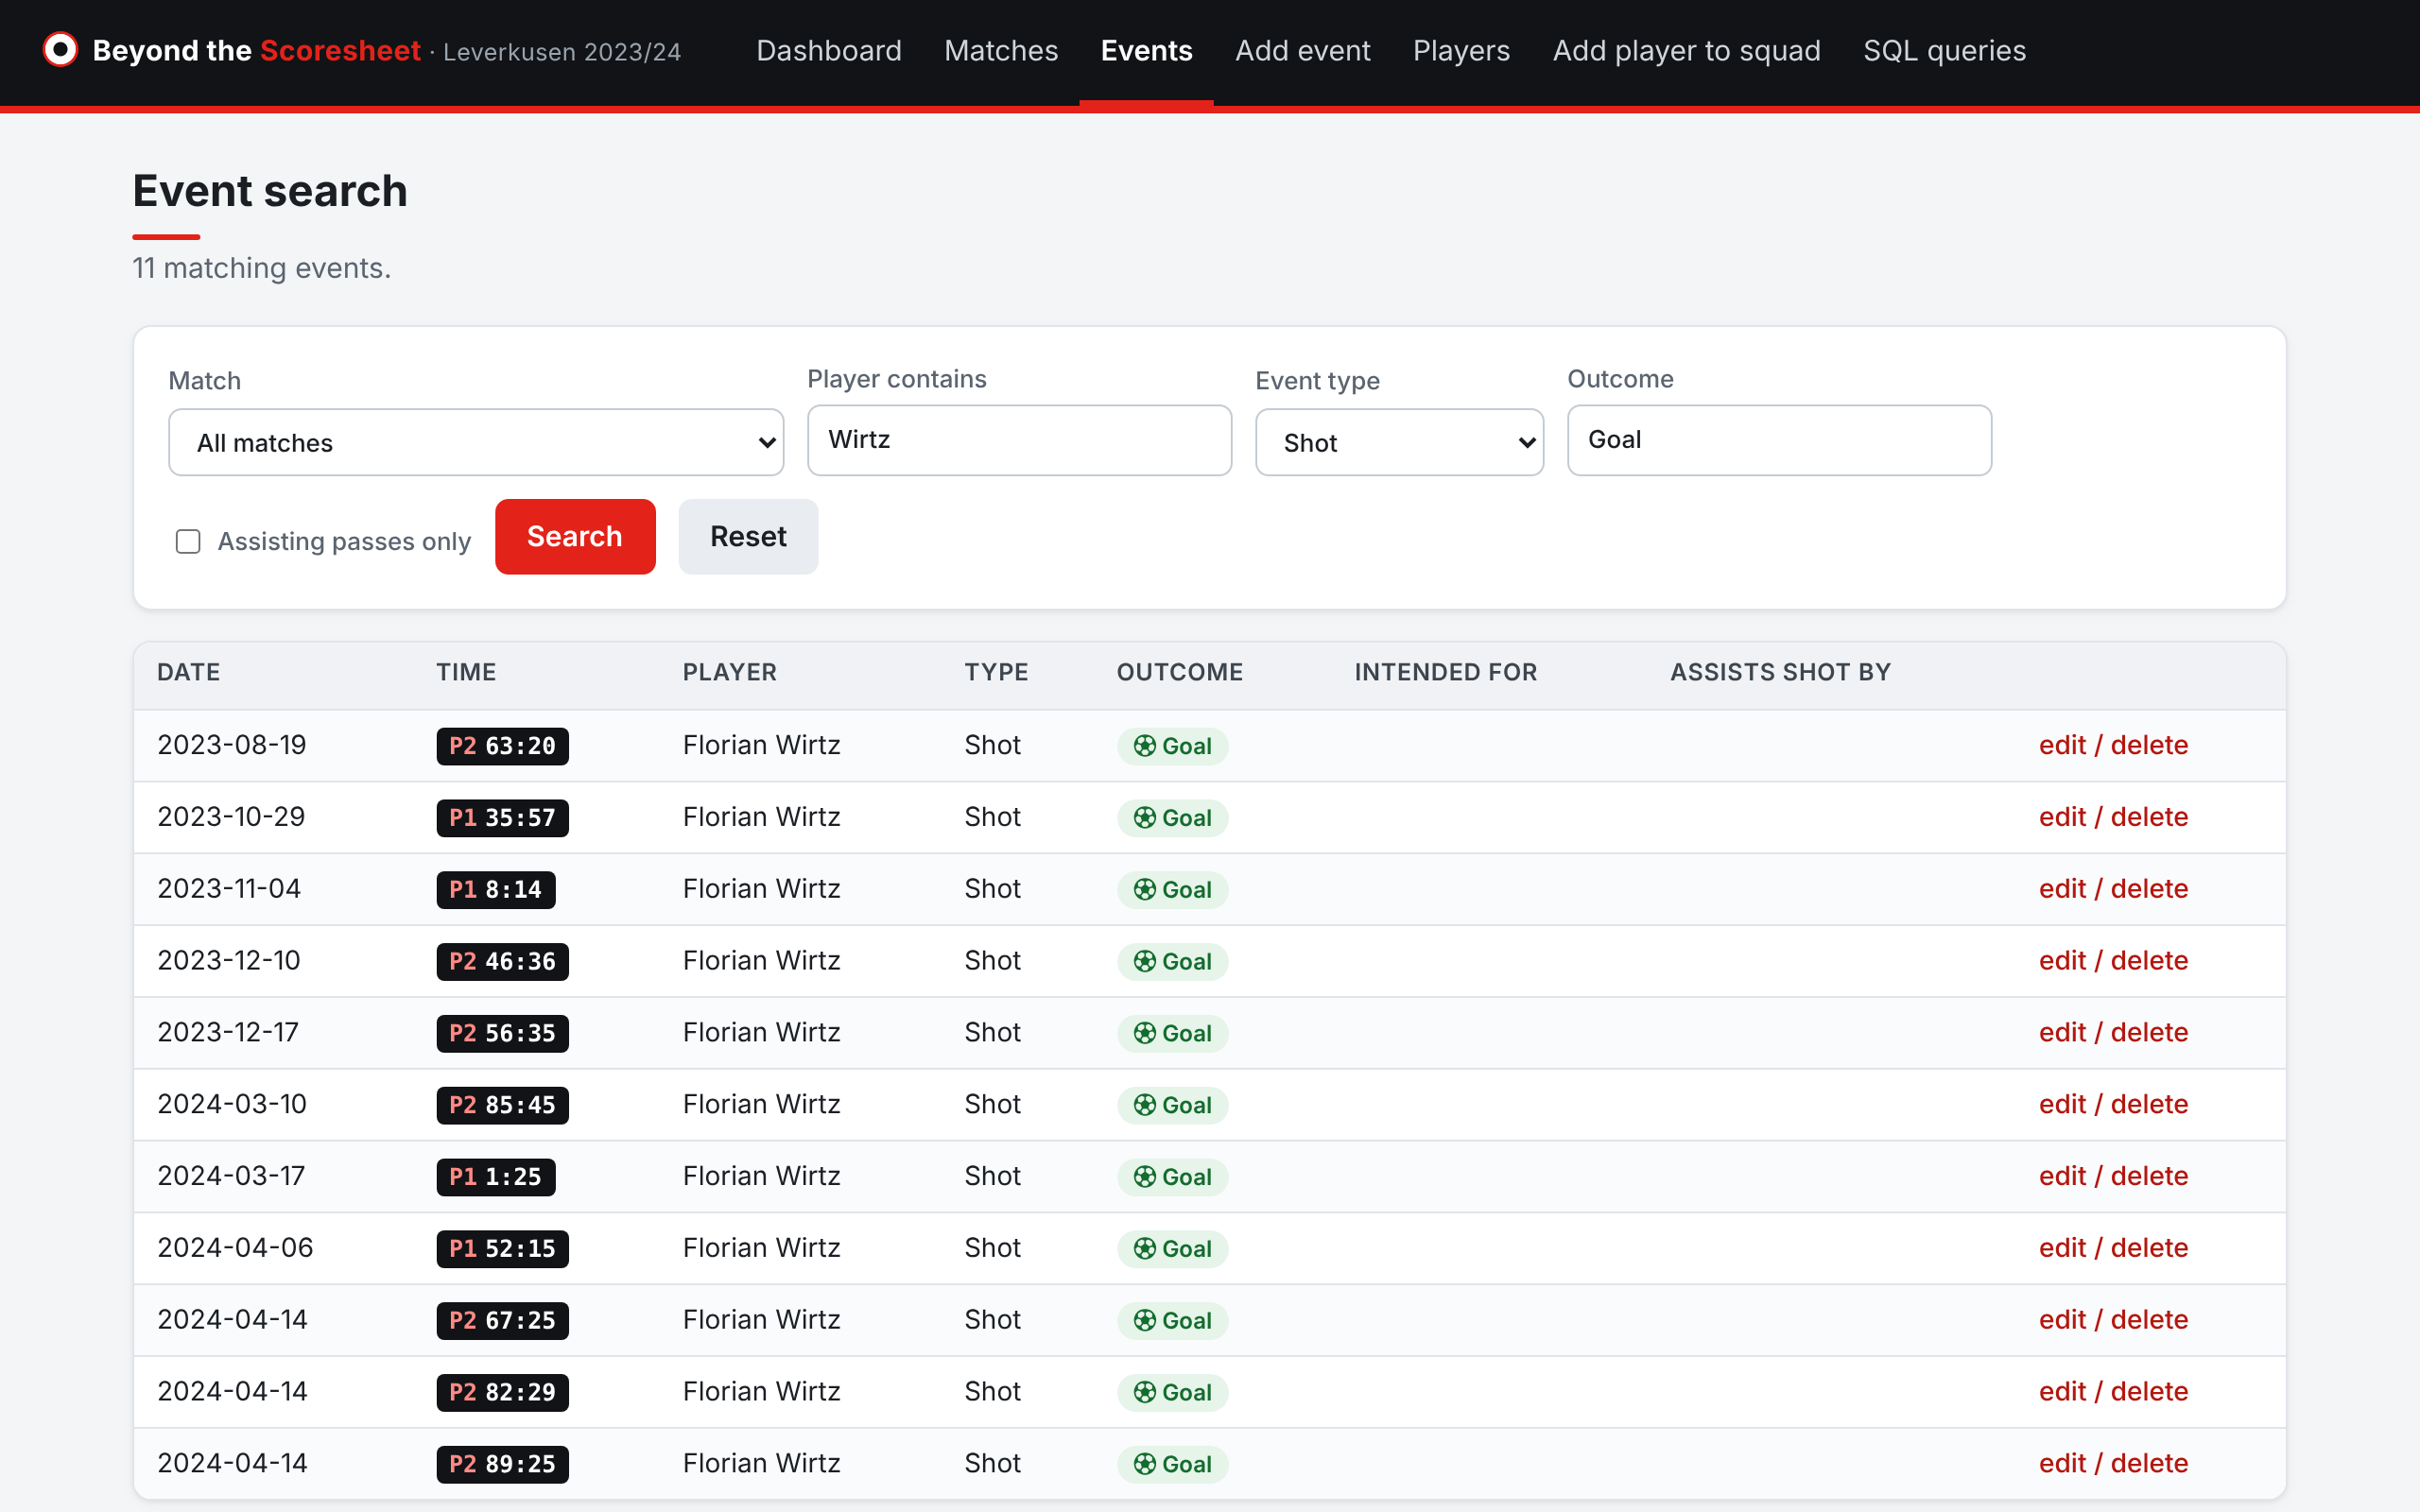 Beyond the Scoresheet · Leverkusen 2023/24 Dashboard Matches Events Add event Players Add player to squad SQL queries
Event search
11 matching events.
Match Player contains Event type Outcome
All matches Wirtz Shot Goal
Assisting passes only Search Reset
DATE TIME PLAYER TYPE OUTCOME INTENDED FOR ASSISTS SHOT BY
2023-08-19 P2 63:20 Florian Wirtz Shot Goal edit / delete
2023-10-29 P1 35:57 Florian Wirtz Shot Goal edit / delete
2023-11-04 P1 8:14 Florian Wirtz Shot Goal edit / delete
2023-12-10 P2 46:36 Florian Wirtz Shot Goal edit / delete
2023-12-17 P2 56:35 Florian Wirtz Shot Goal edit / delete
2024-03-10 P2 85:45 Florian Wirtz Shot Goal edit / delete
2024-03-17 P1 1:25 Florian Wirtz Shot Goal edit / delete
2024-04-06 P1 52:15 Florian Wirtz Shot Goal edit / delete
2024-04-14 P2 67:25 Florian Wirtz Shot Goal edit / delete
2024-04-14 P2 82:29 Florian Wirtz Shot Goal edit / delete
2024-04-14 P2 89:25 Florian Wirtz Shot Goal edit / delete